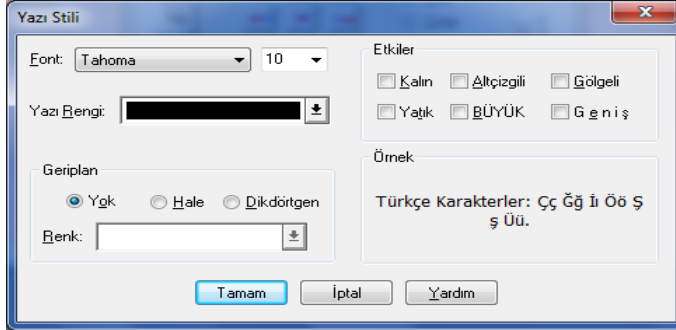 Yazı Stili
Font: Tahoma 10
Yazı Rengi:
Etkiler
Kalın Altçizgili Gölgeli
Yatık BÜYÜK G e n i ş
Geriplan
Yok Hale Dikdörtgen
Renk:
Örnek
Türkçe Karakterler: Çç Ğğ İı Öö Ş
ş Üü.
Tamam İptal Yardım